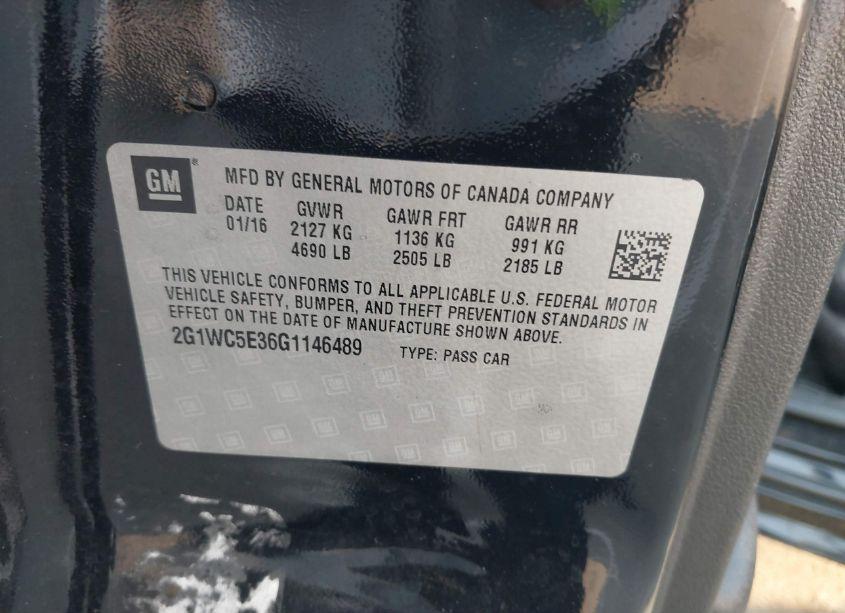 GM ® MFD BY GENERAL MOTORS OF CANADA COMPANY
DATE GVWR GAWR FRT GAWR RR
01/16 2127 KG 1136 KG 991 KG
4690 LB 2505 LB 2185 LB
THIS VEHICLE CONFORMS TO ALL APPLICABLE U.S. FEDERAL MOTOR
VEHICLE SAFETY, BUMPER, AND THEFT PREVENTION STANDARDS IN
EFFECT ON THE DATE OF MANUFACTURE SHOWN ABOVE.
2G1WC5E36G1146489 TYPE: PASS CAR